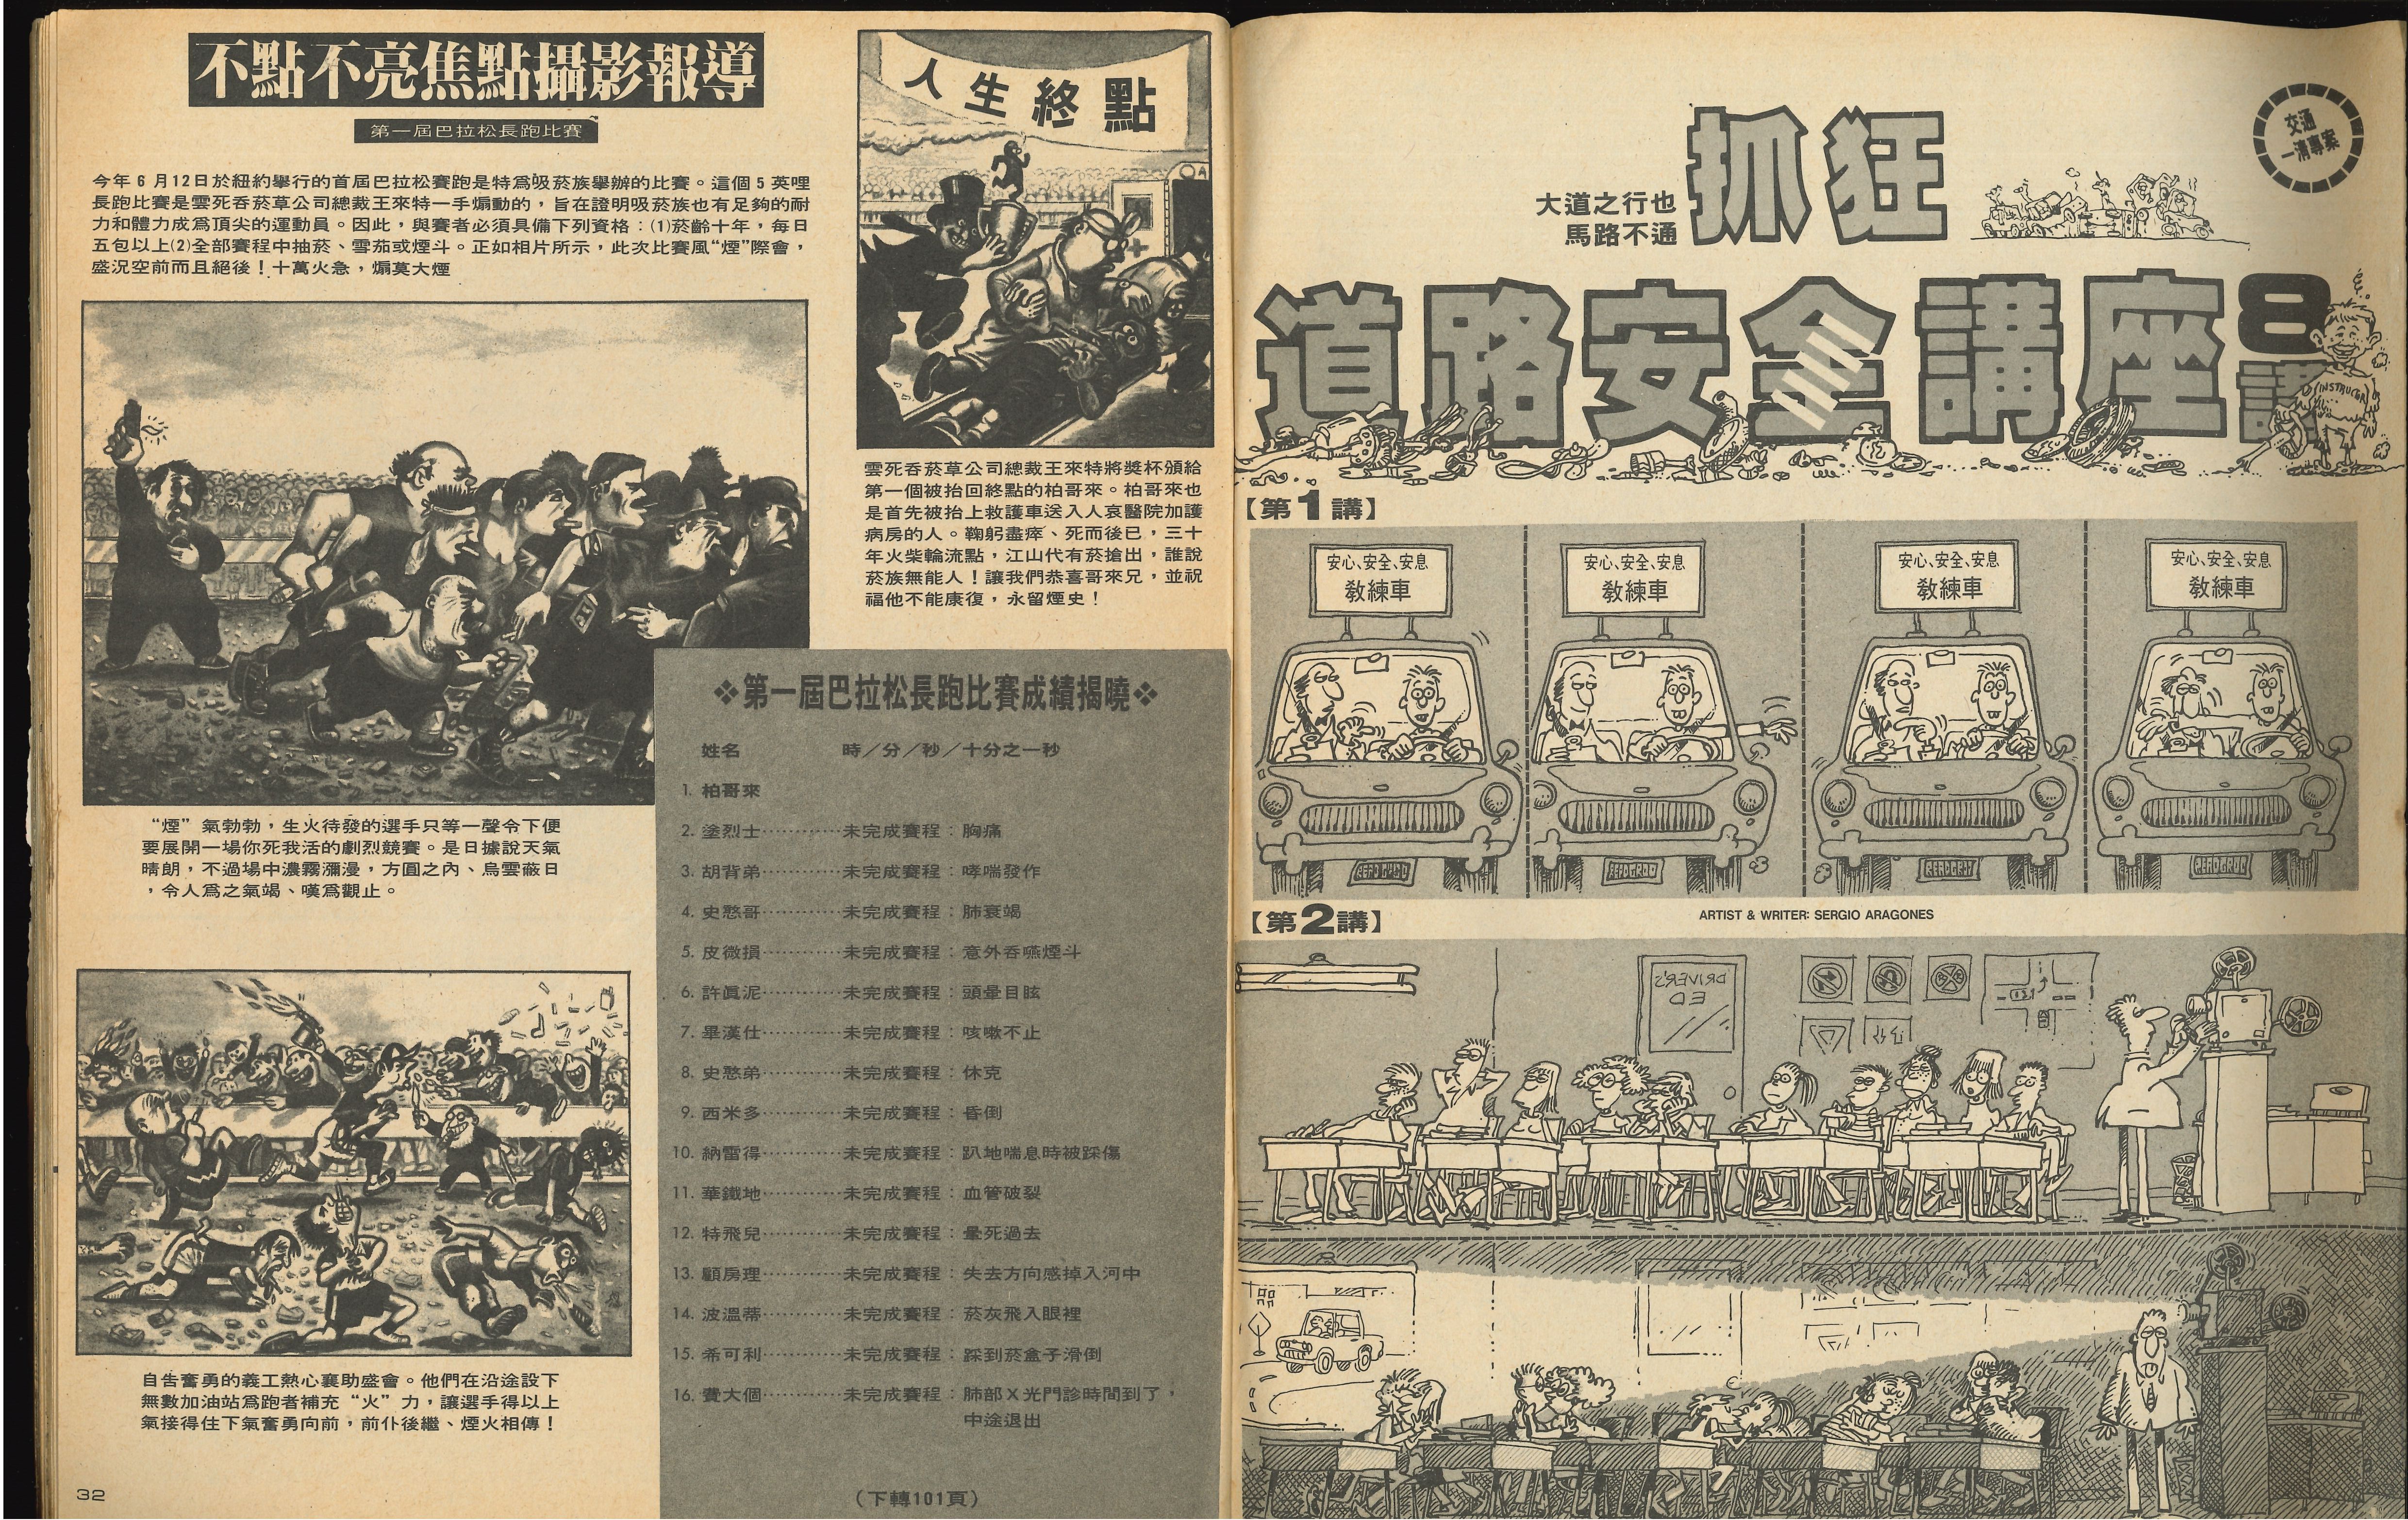 不點不亮焦點攝影報導
第一屆巴拉松長跑比賽
今年6月12日於紐約舉行的首屆巴拉松賽跑是特爲吸菸族舉辦的比賽。這個5英哩
長跑比賽是雲死吞菸草公司總裁王來特一手煽動的，旨在證明吸菸族也有足夠的耐
力和體力成爲頂尖的運動員。因此，與賽者必須具備下列資格：⑴菸齡十年，每日
五包以上⑵全部賽程中抽菸、雪茄或煙斗。正如相片所示，此次比賽風“煙”際會，
盛況空前而且絕後！十萬火急，煽莫大煙
“煙”氣勃勃，生火待發的選手只等一聲令下便
要展開一場你死我活的劇烈競賽。是日據說天氣
晴朗，不過場中濃霧瀰漫，方圓之內、烏雲蔽日
，令人爲之氣竭、嘆爲觀止。
自告奮勇的義工熱心襄助盛會。他們在沿途設下
無數加油站爲跑者補充“火”力，讓選手得以上
氣接得住下氣奮勇向前，前仆後繼、煙火相傳！
32
人生終點
雲死吞菸草公司總裁王來特將獎杯頒給
第一個被抬回終點的柏哥來。柏哥來也
是首先被抬上救護車送入人哀醫院加護
病房的人。鞠躬盡瘁、死而後已，三十
年火柴輪流點，江山代有菸搶出，誰說
菸族無能人！讓我們恭喜哥來兄，並祝
福他不能康復，永留煙史！
❖第一屆巴拉松長跑比賽成績揭曉❖
姓名 時／分／秒／十分之一秒
1. 柏哥來
2. 塗烈士…………未完成賽程：胸痛
3. 胡背弟…………未完成賽程：哮喘發作
4. 史憨哥…………未完成賽程：肺衰竭
5. 皮微損…………未完成賽程：意外吞嚥煙斗
6. 許眞泥…………未完成賽程：頭暈目眩
7. 畢漢仕…………未完成賽程：咳嗽不止
8. 史憨弟…………未完成賽程：休克
9. 西米多…………未完成賽程：昏倒
10. 納雷得…………未完成賽程：趴地喘息時被踩傷
11. 華鐵地…………未完成賽程：血管破裂
12. 特飛兒…………未完成賽程：暈死過去
13. 顧房理…………未完成賽程：失去方向感掉入河中
14. 波溫蒂…………未完成賽程：菸灰飛入眼裡
15. 希可利…………未完成賽程：踩到菸盒子滑倒
16. 費大個…………未完成賽程：肺部X光門診時間到了，
中途退出
（下轉101頁）
交通
一清專案
大道之行也
馬路不通
抓狂
道路安全講座8講
INSTRUCTOR
【第1講】
安心、安全、安息
教練車
安心、安全、安息
教練車
安心、安全、安息
教練車
安心、安全、安息
教練車
【第2講】
ARTIST & WRITER: SERGIO ARAGONES
DRIVER'S
ED